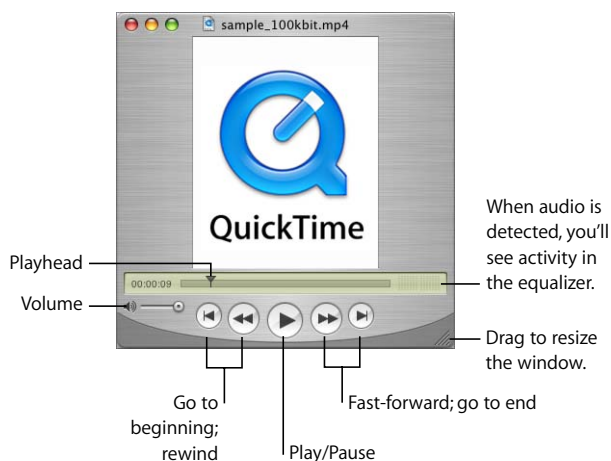 sample_100kbit.mp4
QuickTime
When audio is
detected, you'll
see activity in
the equalizer.
Playhead
00:00:09
Volume
Drag to resize
the window.
Go to
beginning;
rewind
Fast-forward; go to end
Play/Pause